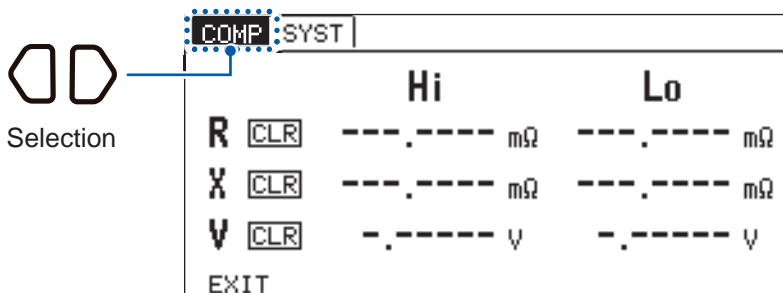 COMP SYST
Hi Lo
Selection
R CLR ---.---- mΩ ---.---- mΩ
X CLR ---.---- mΩ ---.---- mΩ
V CLR -.----- V -.----- V
EXIT